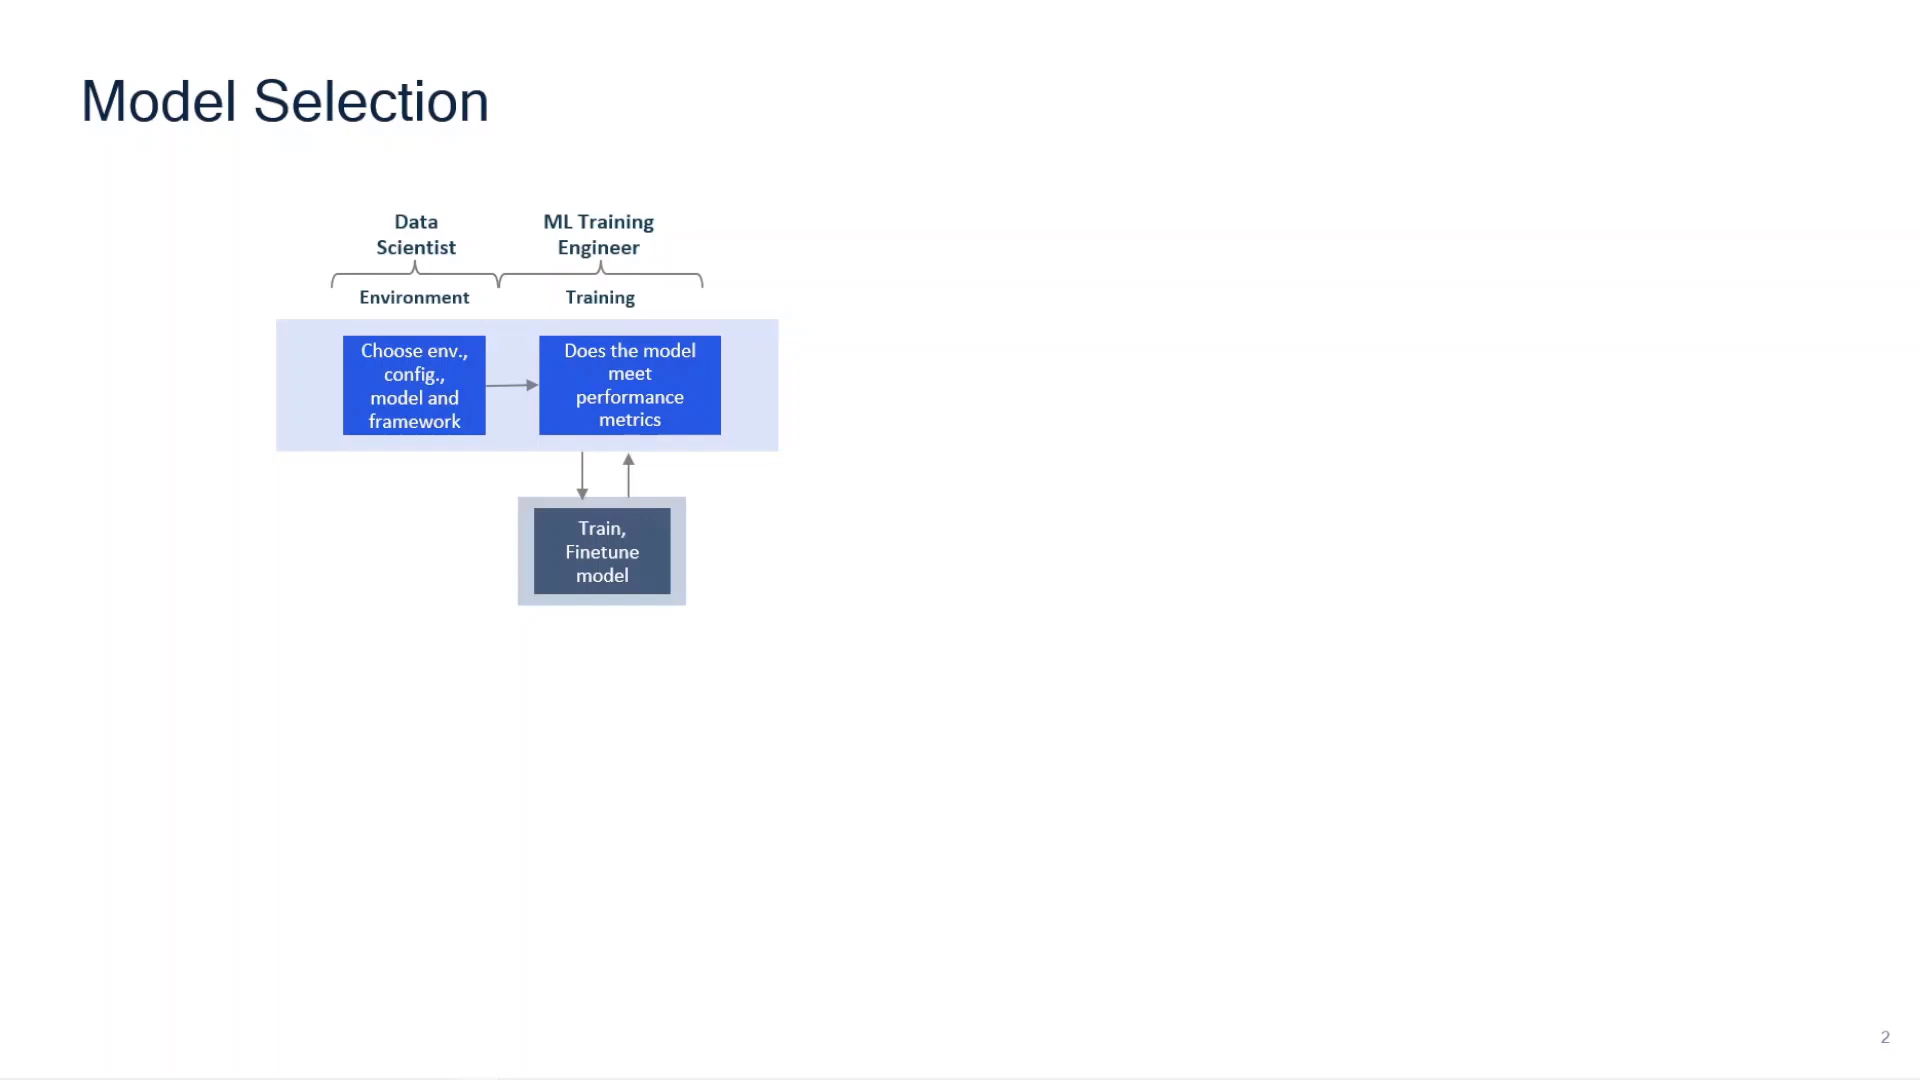 Model Selection
Data
Scientist
ML Training
Engineer
Environment
Training
Choose env.,
config.,
model and
framework
Does the model
meet
performance
metrics
Train,
Finetune
model
2